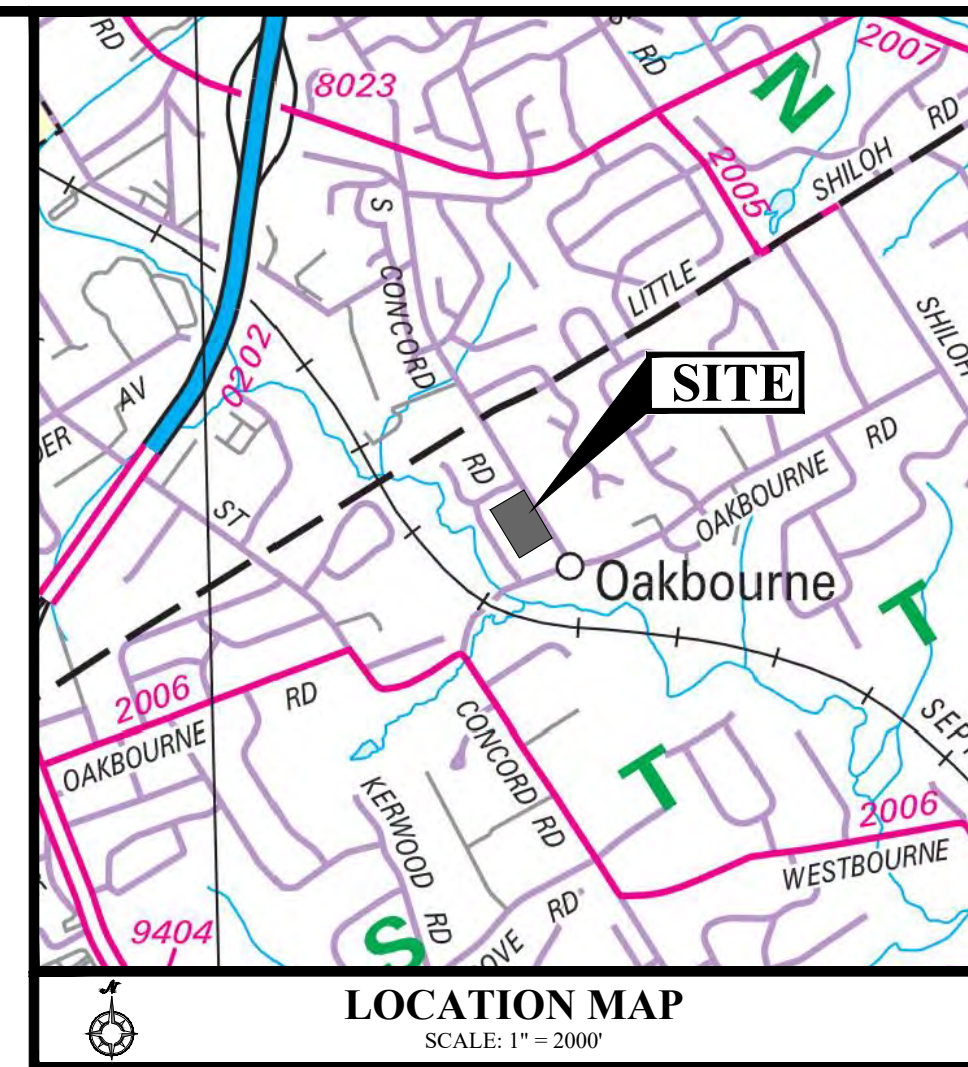 RD
S
RD
2007
8023
N
RD
SHILOH
2005
S
CONCORD
LITTLE
SHILOH
0202
AV
SITE
DER
RD
RD
OAKBOURNE
ST
Oakbourne
T
2006
RD
OAKBOURNE
CONCORD
RD
SEPT
T
KERWOOD
RD
2006
WESTBOURNE
RD
S
OVE
9404
N
LOCATION MAP
SCALE: 1" = 2000'